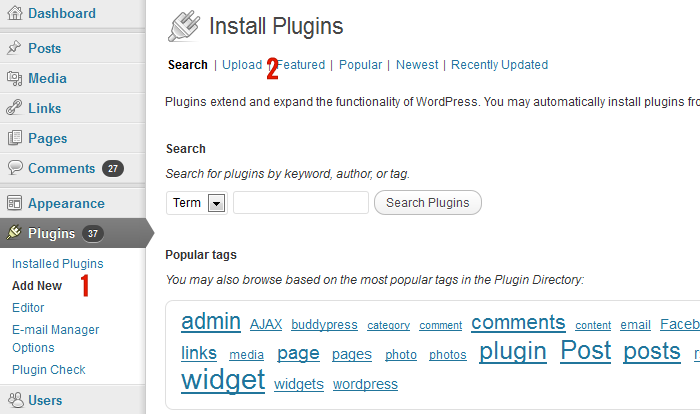 Dashboard
Posts
Media
Links
Pages
Comments 27
Appearance
Plugins 37
Installed Plugins
Add New 1
Editor
E-mail Manager
Options
Plugin Check
Users
Install Plugins
Search | Upload | Featured | Popular | Newest | Recently Updated
2
Plugins extend and expand the functionality of WordPress. You may automatically install plugins fro
Search
Search for plugins by keyword, author, or tag.
Term Search Plugins
Popular tags
You may also browse based on the most popular tags in the Plugin Directory:
admin AJAX buddypress category comment comments content email Faceb
links media page pages photo photos plugin Post posts r
widget widgets wordpress